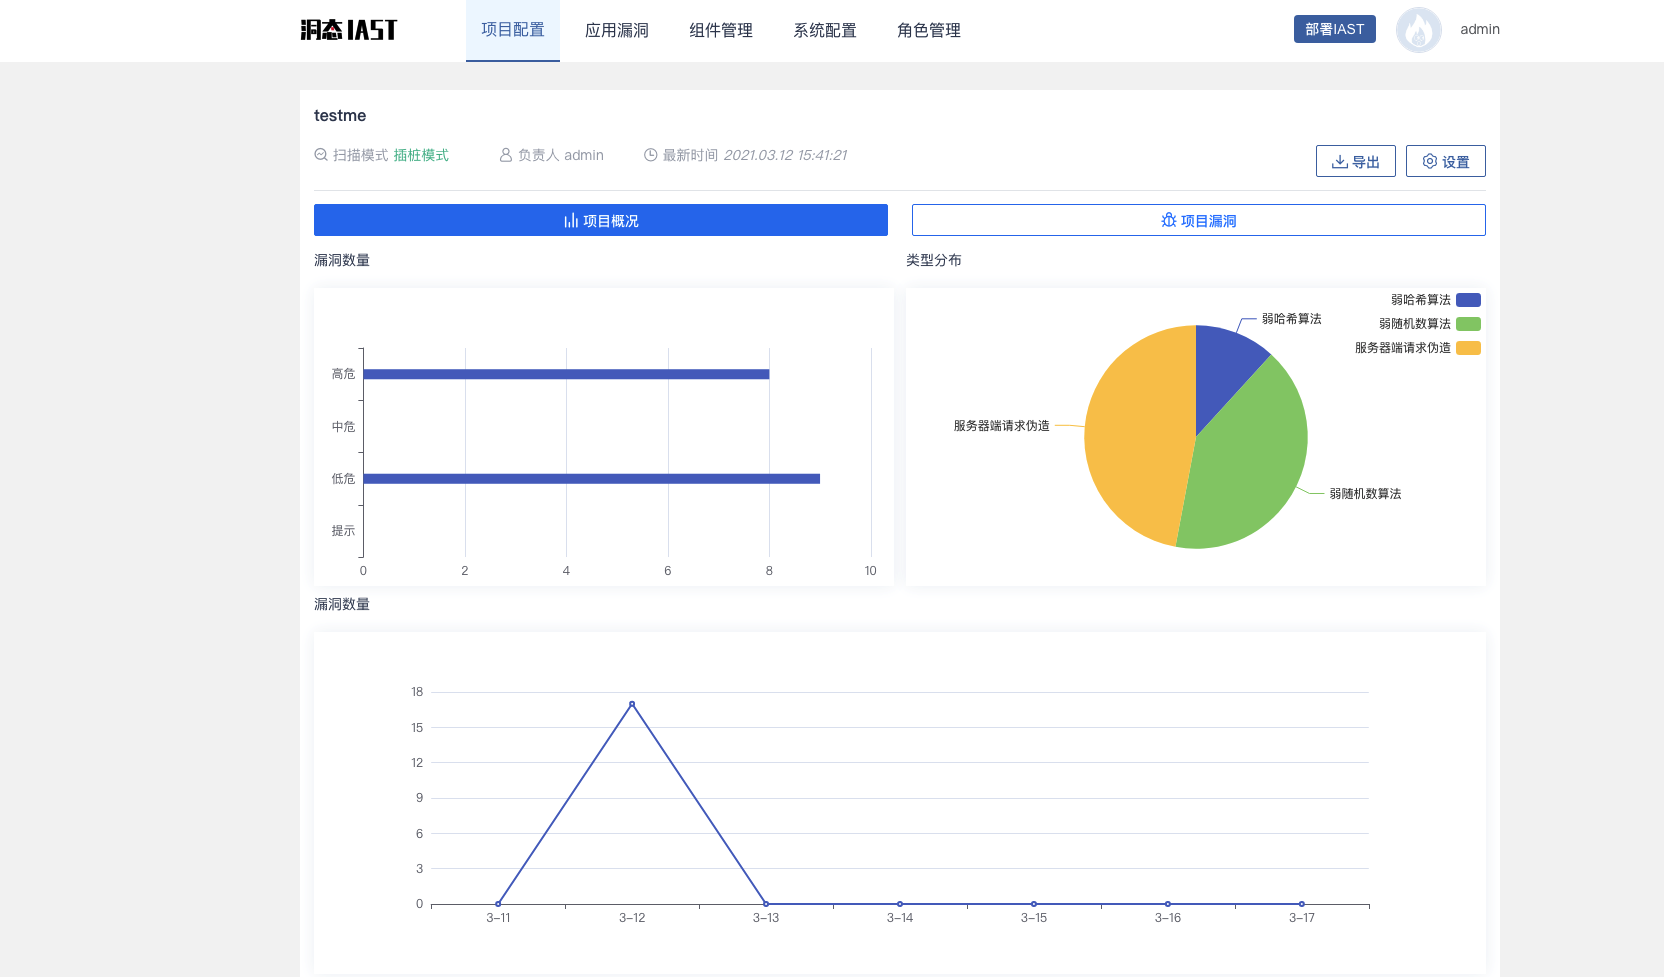 洞态 IAST
项目配置 应用漏洞 组件管理 系统配置 角色管理
部署IAST admin
testme
扫描模式 插桩模式 负责人 admin 最新时间 2021.03.12 15:41:21
导出 设置
项目概况 项目漏洞
漏洞数量
高危
中危
低危
提示
0 2 4 6 8 10
类型分布
弱哈希算法
弱随机数算法
服务器端请求伪造
弱哈希算法
服务器端请求伪造
弱随机数算法
漏洞数量
18
15
12
9
6
3
0
3-11 3-12 3-13 3-14 3-15 3-16 3-17